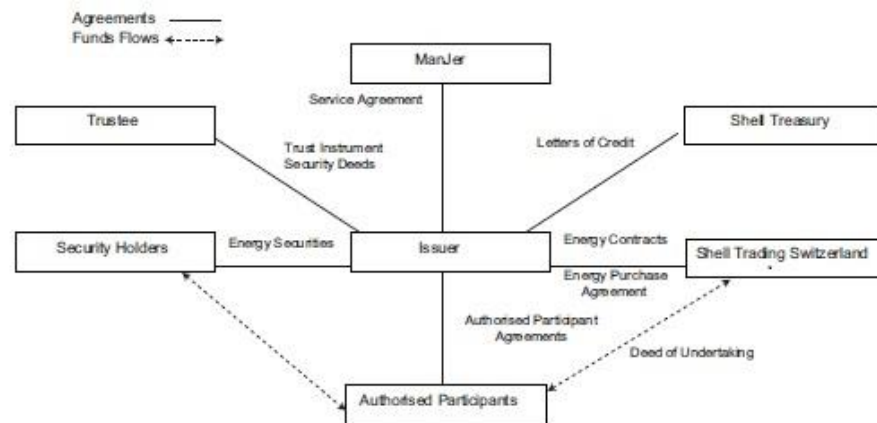 Agreements
Funds Flows
ManJer
Service Agreement
Trustee
Shell Treasury
Trust Instrument
Security Deeds
Letters of Credit
Security Holders
Energy Securities
Issuer
Energy Contracts
Shell Trading Switzerland
Energy Purchase
Agreement
Authorised Participant
Agreements
Deed of Undertaking
Authorised Participants